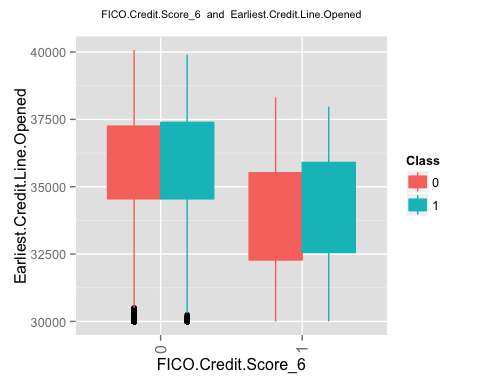 FICO.Credit.Score_6 and Earliest.Credit.Line.Opened
40000
37500
35000
32500
30000
Earliest.Credit.Line.Opened
0
1
FICO.Credit.Score_6
Class
0
1